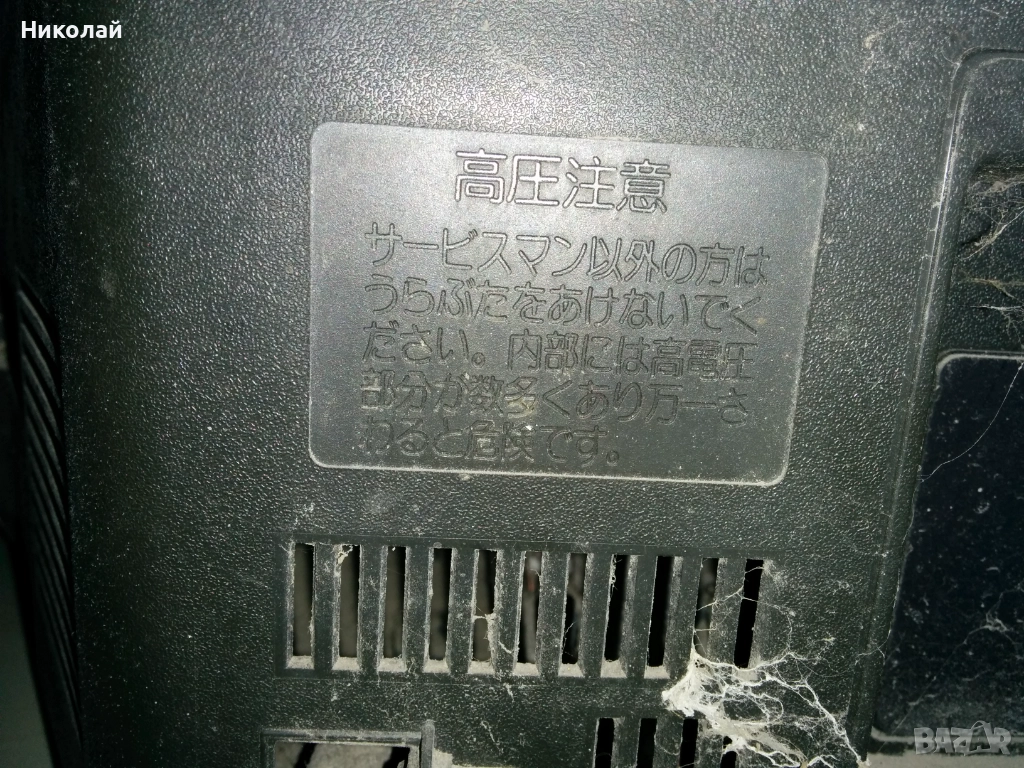 Николай
高圧注意
サービスマン以外の方は
うらぶたをあけないでく
ださい。内部には高電圧
部分が数多くあり万一さ
わると危険です。
BAZAR